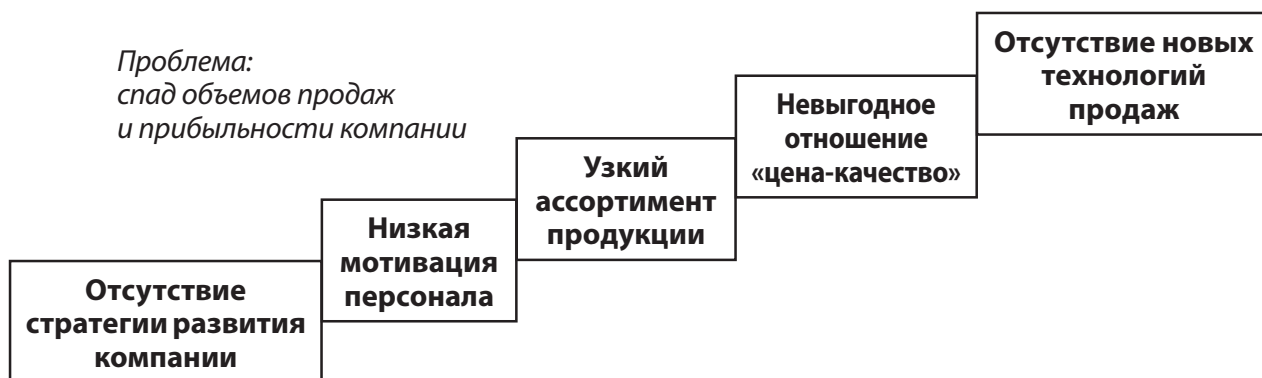 Проблема:
спад объемов продаж
и прибыльности компании
Отсутствие
стратегии развития
компании
Низкая
мотивация
персонала
Узкий
ассортимент
продукции
Невыгодное
отношение
«цена-качество»
Отсутствие новых
технологий
продаж